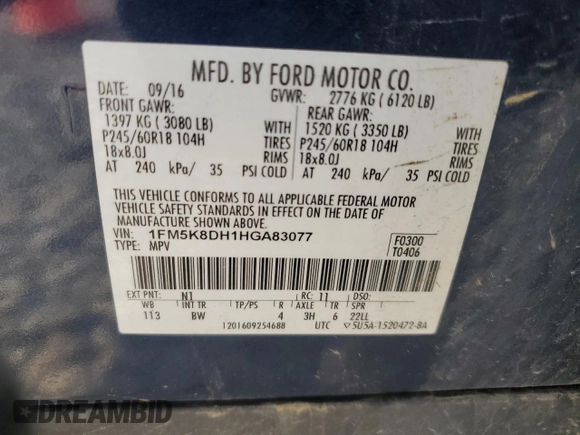 MFD. BY FORD MOTOR CO.
DATE: 09/16 GVWR: 2776 KG ( 6120 LB)
FRONT GAWR: REAR GAWR:
1397 KG ( 3080 LB) WITH 1520 KG ( 3350 LB) WITH
P245/60R18 104H TIRES P245/60R18 104H TIRES
18x8.0J RIMS 18x8.0J RIMS
AT 240 kPa/ 35 PSI COLD AT 240 kPa/ 35 PSI COLD
THIS VEHICLE CONFORMS TO ALL APPLICABLE FEDERAL MOTOR
VEHICLE SAFETY STANDARDS IN EFFECT ON THE DATE OF
MANUFACTURE SHOWN ABOVE.
VIN: 1FM5K8DH1HGA83077 F0300
TYPE: MPV T0406
EXT PNT: N1 RC: 11 DSO:
WB INT TR TP/PS R AXLE TR SPR
113 BW 4 3H 6 22LL
1201609254688 UTC ▽5U5A-1520472-BA
DREAMBID